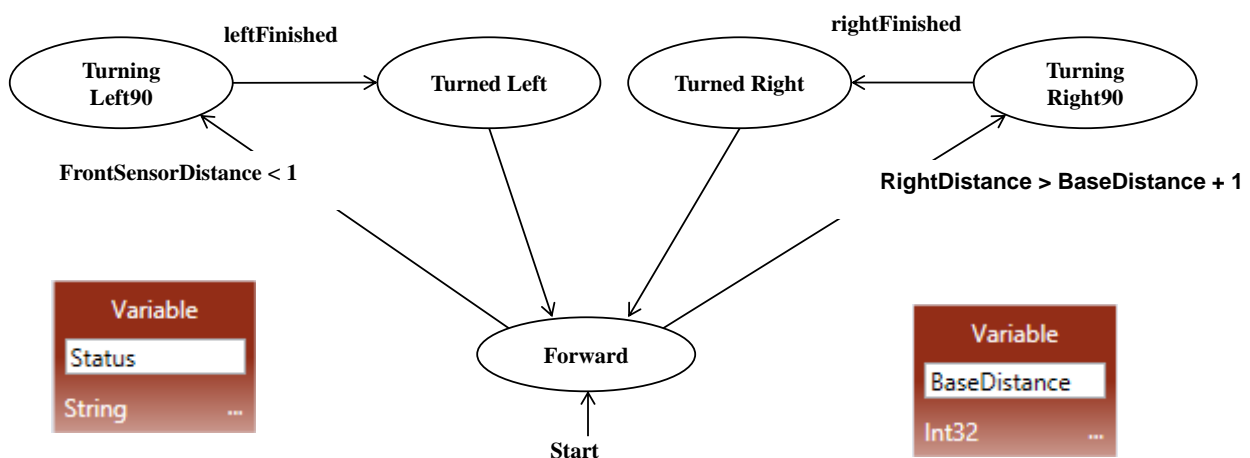 leftFinished
rightFinished
Turning
Left90
Turned Left
Turned Right
Turning
Right90
FrontSensorDistance < 1
RightDistance > BaseDistance + 1
Variable
Status
String ...
Forward
Variable
BaseDistance
Int32 ...
Start